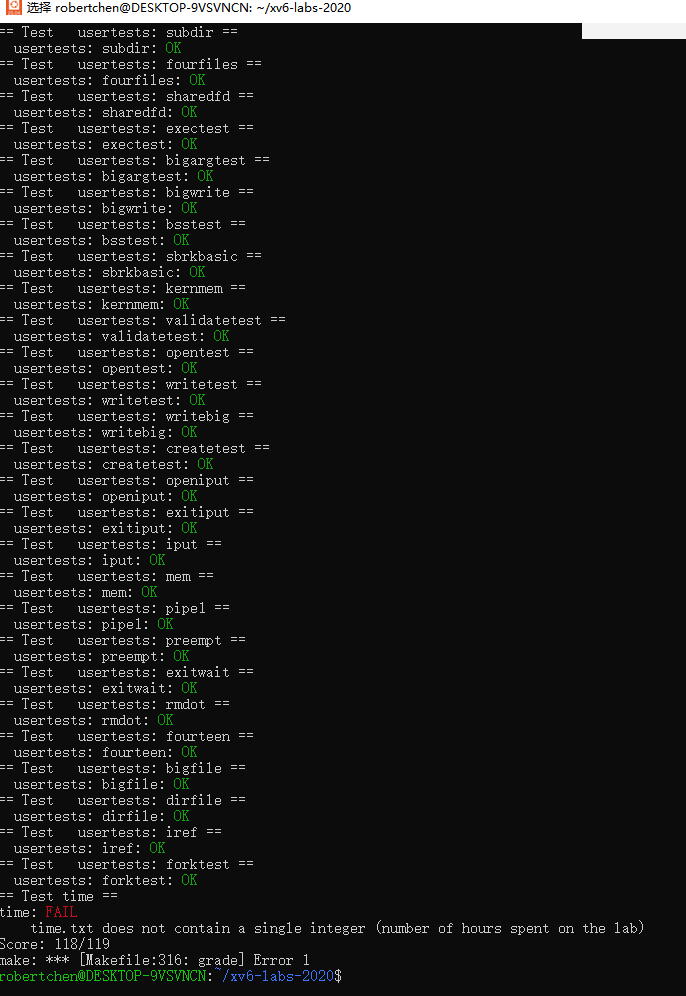 选择 robertchen@DESKTOP-9VSVNCN: ~/xv6-labs-2020
== Test   usertests: subdir ==
  usertests: subdir: OK
== Test   usertests: fourfiles ==
  usertests: fourfiles: OK
== Test   usertests: sharedfd ==
  usertests: sharedfd: OK
== Test   usertests: exectest ==
  usertests: exectest: OK
== Test   usertests: bigargtest ==
  usertests: bigargtest: OK
== Test   usertests: bigwrite ==
  usertests: bigwrite: OK
== Test   usertests: bsstest ==
  usertests: bsstest: OK
== Test   usertests: sbrkbasic ==
  usertests: sbrkbasic: OK
== Test   usertests: kernmem ==
  usertests: kernmem: OK
== Test   usertests: validatetest ==
  usertests: validatetest: OK
== Test   usertests: opentest ==
  usertests: opentest: OK
== Test   usertests: writetest ==
  usertests: writetest: OK
== Test   usertests: writebig ==
  usertests: writebig: OK
== Test   usertests: createtest ==
  usertests: createtest: OK
== Test   usertests: openiput ==
  usertests: openiput: OK
== Test   usertests: exitiput ==
  usertests: exitiput: OK
== Test   usertests: iput ==
  usertests: iput: OK
== Test   usertests: mem ==
  usertests: mem: OK
== Test   usertests: pipe1 ==
  usertests: pipe1: OK
== Test   usertests: preempt ==
  usertests: preempt: OK
== Test   usertests: exitwait ==
  usertests: exitwait: OK
== Test   usertests: rmdot ==
  usertests: rmdot: OK
== Test   usertests: fourteen ==
  usertests: fourteen: OK
== Test   usertests: bigfile ==
  usertests: bigfile: OK
== Test   usertests: dirfile ==
  usertests: dirfile: OK
== Test   usertests: iref ==
  usertests: iref: OK
== Test   usertests: forktest ==
  usertests: forktest: OK
== Test time ==
time: FAIL
    time.txt does not contain a single integer (number of hours spent on the lab)
Score: 118/119
make: *** [Makefile:316: grade] Error 1
robertchen@DESKTOP-9VSVNCN:~/xv6-labs-2020$